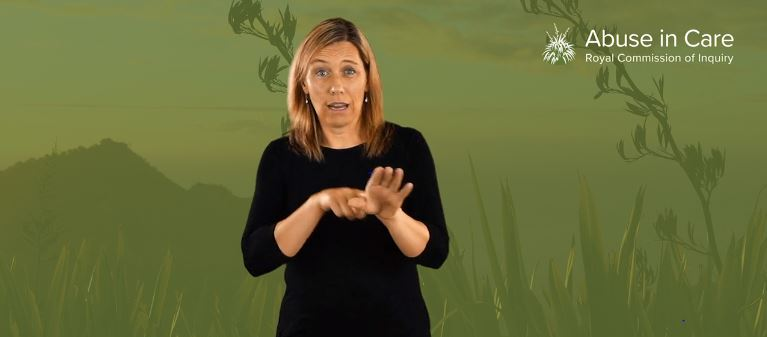 Abuse in Care
Royal Commission of Inquiry